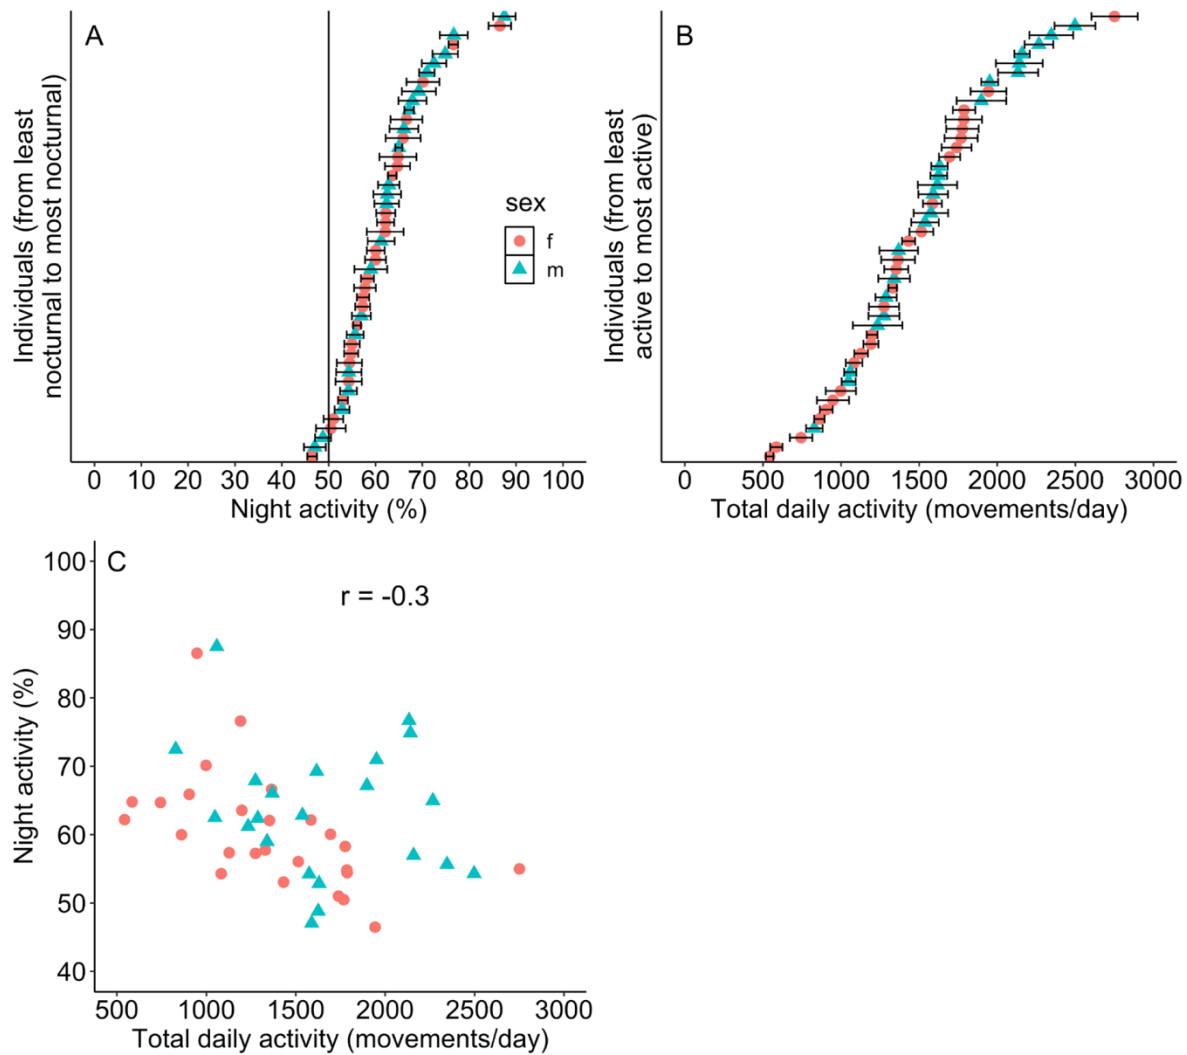 A
Individuals (from least
nocturnal to most nocturnal)
sex
f
m
0 10 20 30 40 50 60 70 80 90 100
Night activity (%)
B
Individuals (from least
active to most active)
0 500 1000 1500 2000 2500 3000
Total daily activity (movements/day)
C
r = -0.3
Night activity (%)
100
90
80
70
60
50
40
500 1000 1500 2000 2500 3000
Total daily activity (movements/day)